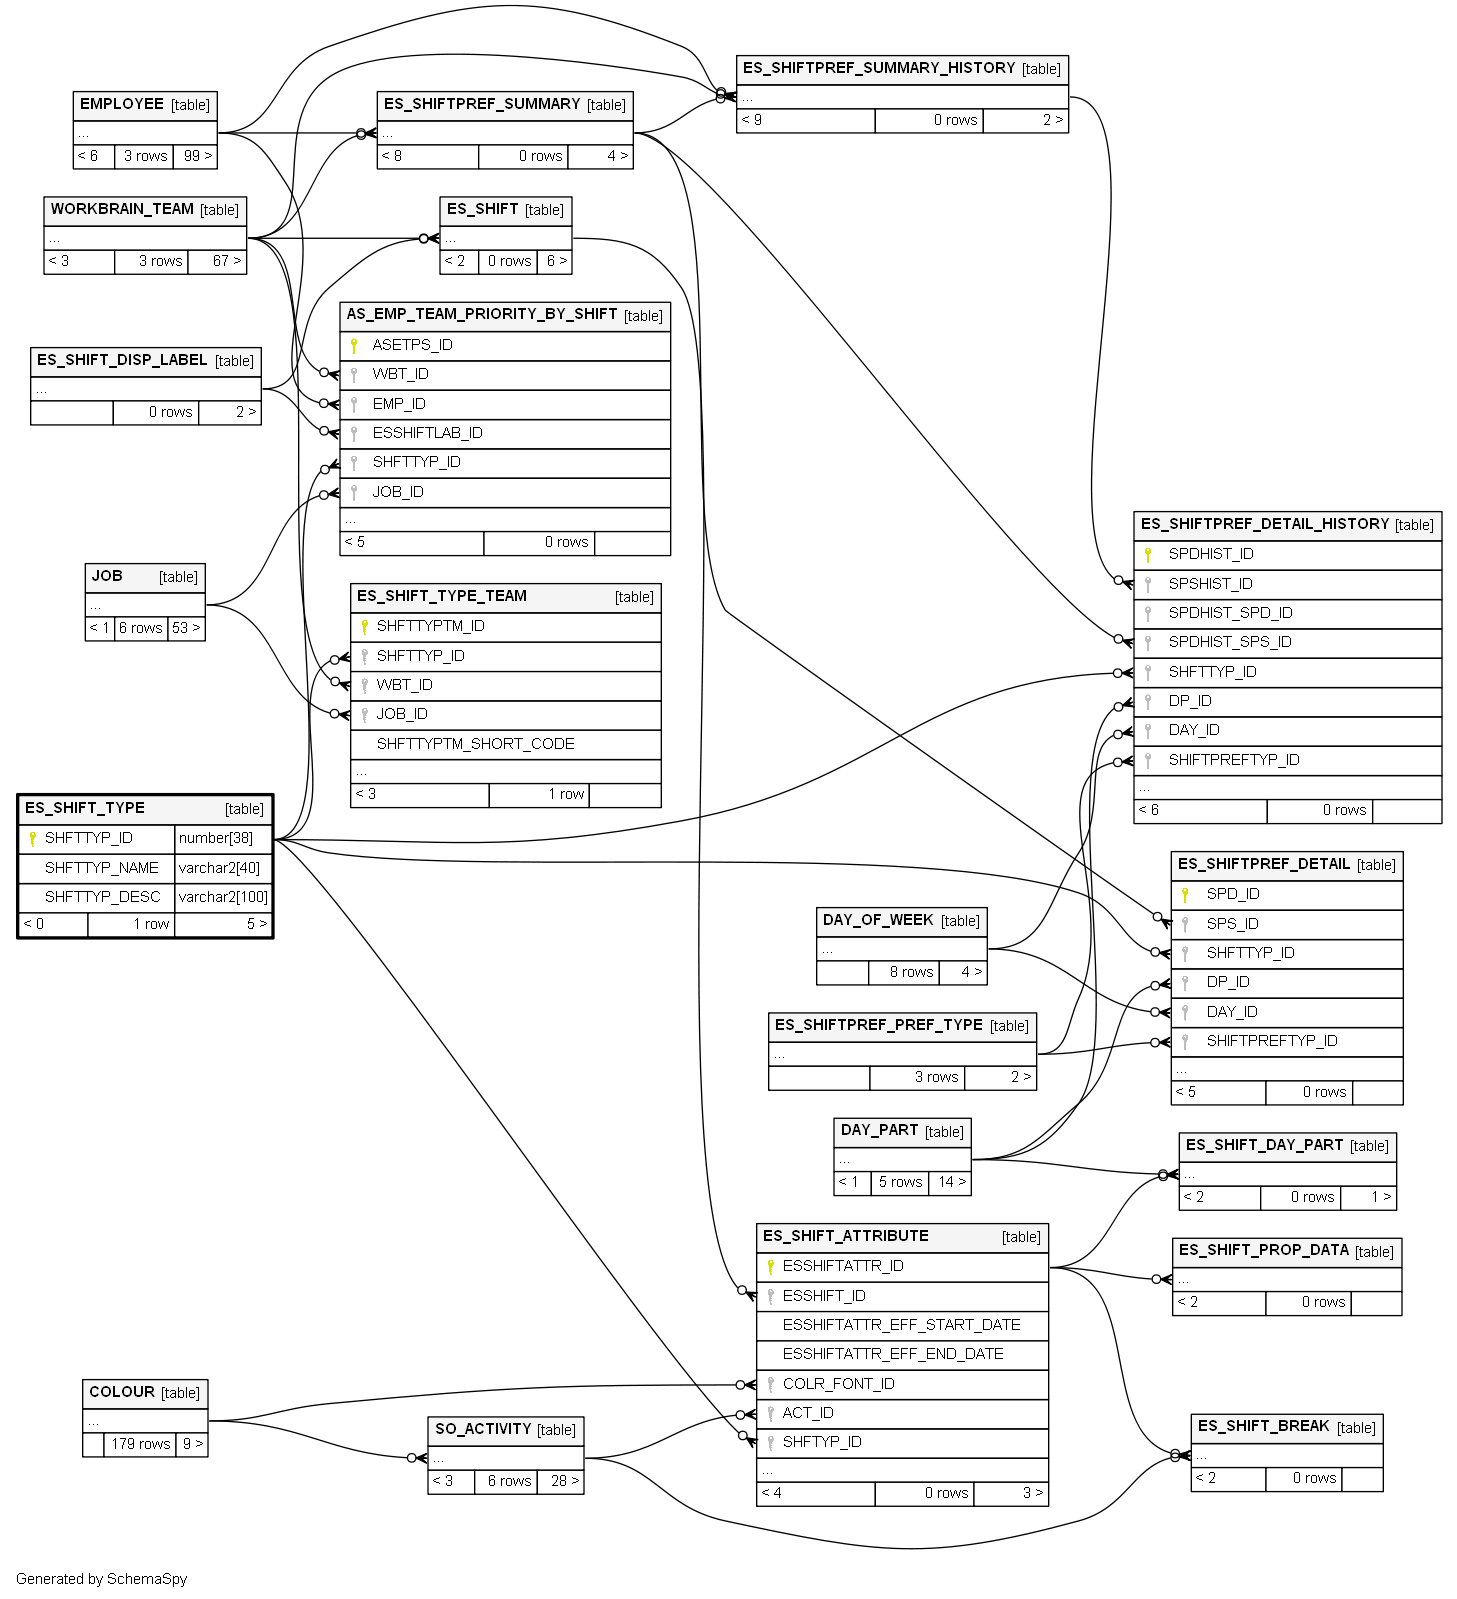 ES_SHIFTPREF_SUMMARY_HISTORY [table]
...
< 9 0 rows 2 >
EMPLOYEE [table]
...
< 6 3 rows 99 >
ES_SHIFTPREF_SUMMARY [table]
...
< 8 0 rows 4 >
WORKBRAIN_TEAM [table]
...
< 3 3 rows 67 >
ES_SHIFT [table]
...
< 2 0 rows 6 >
AS_EMP_TEAM_PRIORITY_BY_SHIFT [table]
ASETPS_ID
WBT_ID
EMP_ID
ESSHIFTLAB_ID
SHFTTYP_ID
JOB_ID
...
< 5 0 rows
ES_SHIFT_DISP_LABEL [table]
...
0 rows 2 >
JOB [table]
...
< 1 6 rows 53 >
ES_SHIFT_TYPE_TEAM [table]
SHFTTYPTM_ID
SHFTTYP_ID
WBT_ID
JOB_ID
SHFTTYPTM_SHORT_CODE
...
< 3 1 row
ES_SHIFTPREF_DETAIL_HISTORY [table]
SPDHIST_ID
SPSHIST_ID
SPDHIST_SPD_ID
SPDHIST_SPS_ID
SHFTTYP_ID
DP_ID
DAY_ID
SHIFTPREFTYP_ID
...
< 6 0 rows
ES_SHIFT_TYPE [table]
SHFTTYP_ID number[38]
SHFTTYP_NAME varchar2[40]
SHFTTYP_DESC varchar2[100]
< 0 1 row 5 >
ES_SHIFTPREF_DETAIL [table]
SPD_ID
SPS_ID
SHFTTYP_ID
DP_ID
DAY_ID
SHIFTPREFTYP_ID
...
< 5 0 rows
DAY_OF_WEEK [table]
...
8 rows 4 >
ES_SHIFTPREF_PREF_TYPE [table]
...
3 rows 2 >
DAY_PART [table]
...
< 1 5 rows 14 >
ES_SHIFT_DAY_PART [table]
...
< 2 0 rows 1 >
ES_SHIFT_ATTRIBUTE [table]
ESSHIFTATTR_ID
ESSHIFT_ID
ESSHIFTATTR_EFF_START_DATE
ESSHIFTATTR_EFF_END_DATE
COLR_FONT_ID
ACT_ID
SHFTYP_ID
...
< 4 0 rows 3 >
ES_SHIFT_PROP_DATA [table]
...
< 2 0 rows
COLOUR [table]
...
179 rows 9 >
SO_ACTIVITY [table]
...
< 3 6 rows 28 >
ES_SHIFT_BREAK [table]
...
< 2 0 rows
Generated by SchemaSpy